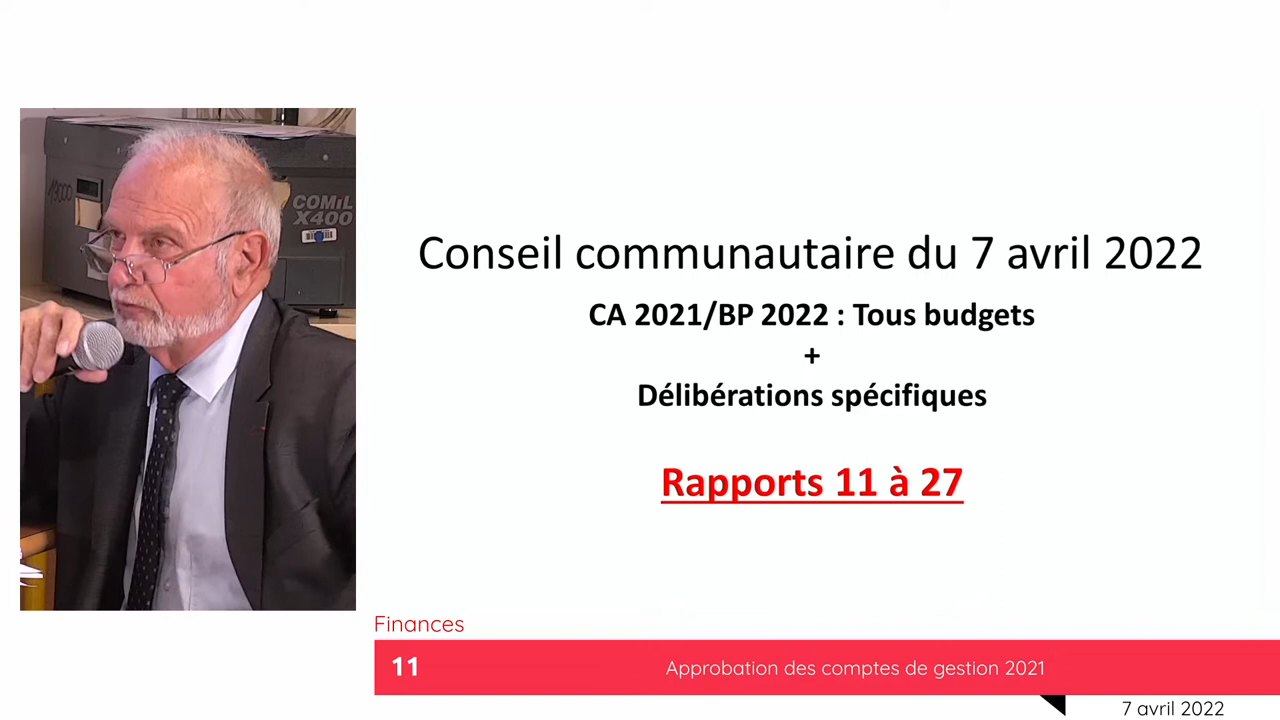 19000
COMIL
X400
Conseil communautaire du 7 avril 2022
CA 2021/BP 2022 : Tous budgets
+
Délibérations spécifiques
Rapports 11 à 27
Finances
11
Approbation des comptes de gestion 2021
7 avril 2022